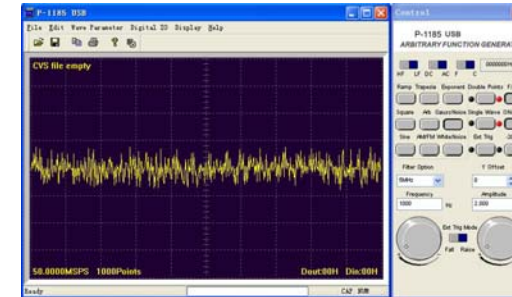 P-1185 USB
File Edit Wave Parameter Digital IO Display Help
CVS file empty
50.0000MSPS 1000Points
Dout:00H Din:00H
Ready
CAP NUM
Control
P-1185 USB
ARBITRARY FUNCTION GENERAT
HF LF DC AC F C
Ramp Trapezia Exponent Double Points
Square Arb Gauss'Noise Single Wave
Sine AM/FM WhiteNoise Ext Trig
Filter Option
Y Offset
5MHz
0
Frequency
Amplitude
1000
Hz
2.000
Ext Trig Mode
Fall Raise